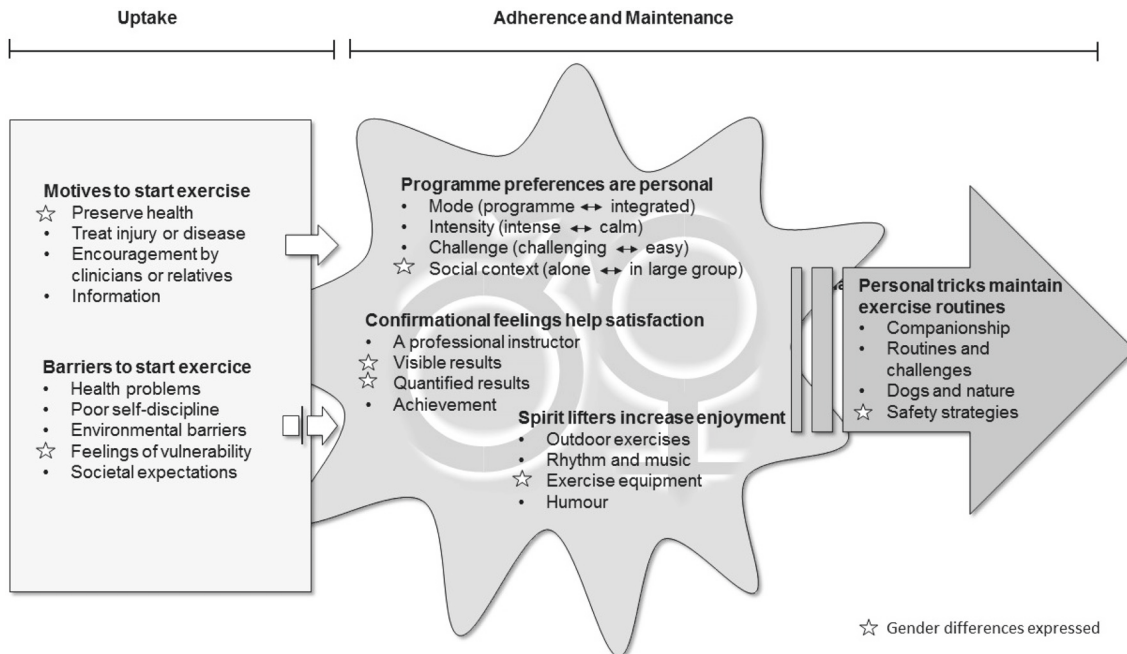 Uptake
Adherence and Maintenance
Motives to start exercise
☆ Preserve health
• Treat injury or disease
• Encouragement by
clinicians or relatives
• Information
Barriers to start exercice
• Health problems
• Poor self-discipline
• Environmental barriers
☆ Feelings of vulnerability
• Societal expectations
Programme preferences are personal
• Mode (programme ↔ integrated)
• Intensity (intense ↔ calm)
• Challenge (challenging ↔ easy)
☆ Social context (alone ↔ in large group)
Confirmational feelings help satisfaction
• A professional instructor
☆ Visible results
☆ Quantified results
• Achievement
Spirit lifters increase enjoyment
• Outdoor exercises
• Rhythm and music
☆ Exercise equipment
• Humour
Personal tricks maintain
exercise routines
• Companionship
• Routines and
challenges
• Dogs and nature
☆ Safety strategies
☆ Gender differences expressed